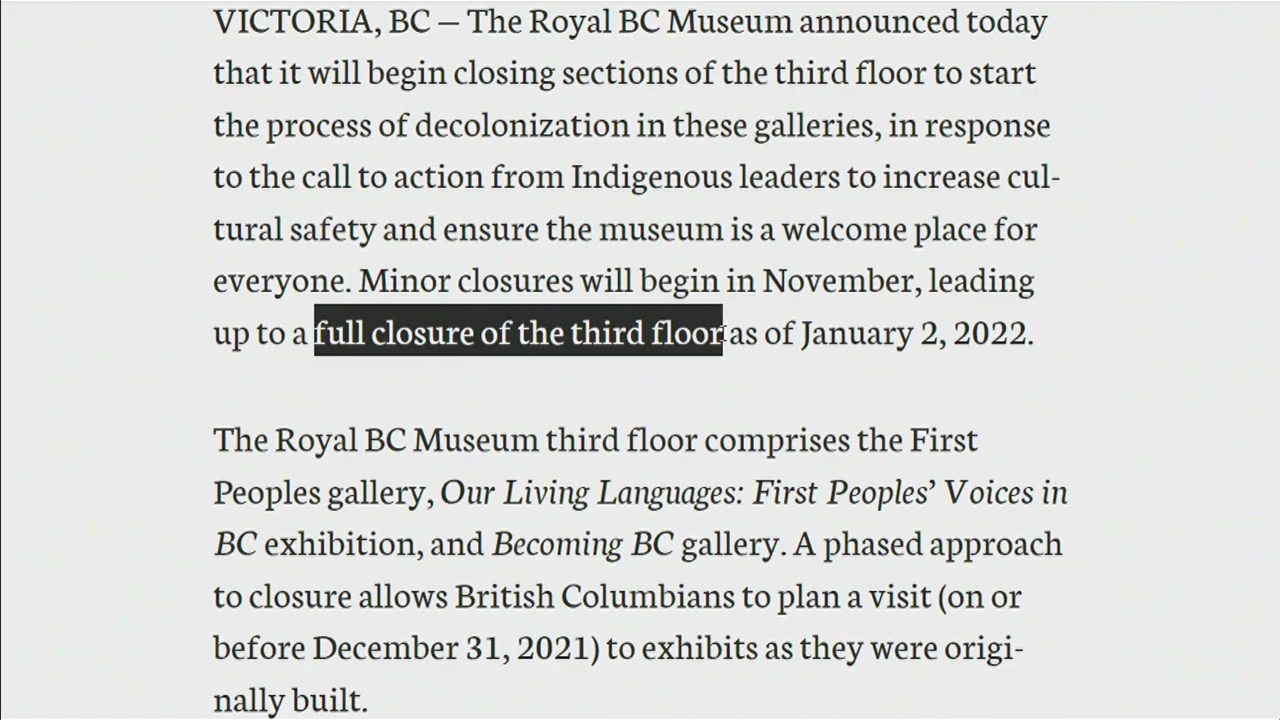 VICTORIA, BC — The Royal BC Museum announced today
that it will begin closing sections of the third floor to start
the process of decolonization in these galleries, in response
to the call to action from Indigenous leaders to increase cul-
tural safety and ensure the museum is a welcome place for
everyone. Minor closures will begin in November, leading
up to a full closure of the third floor as of January 2, 2022.
The Royal BC Museum third floor comprises the First
Peoples gallery, Our Living Languages: First Peoples’ Voices in
BC exhibition, and Becoming BC gallery. A phased approach
to closure allows British Columbians to plan a visit (on or
before December 31, 2021) to exhibits as they were origi-
nally built.